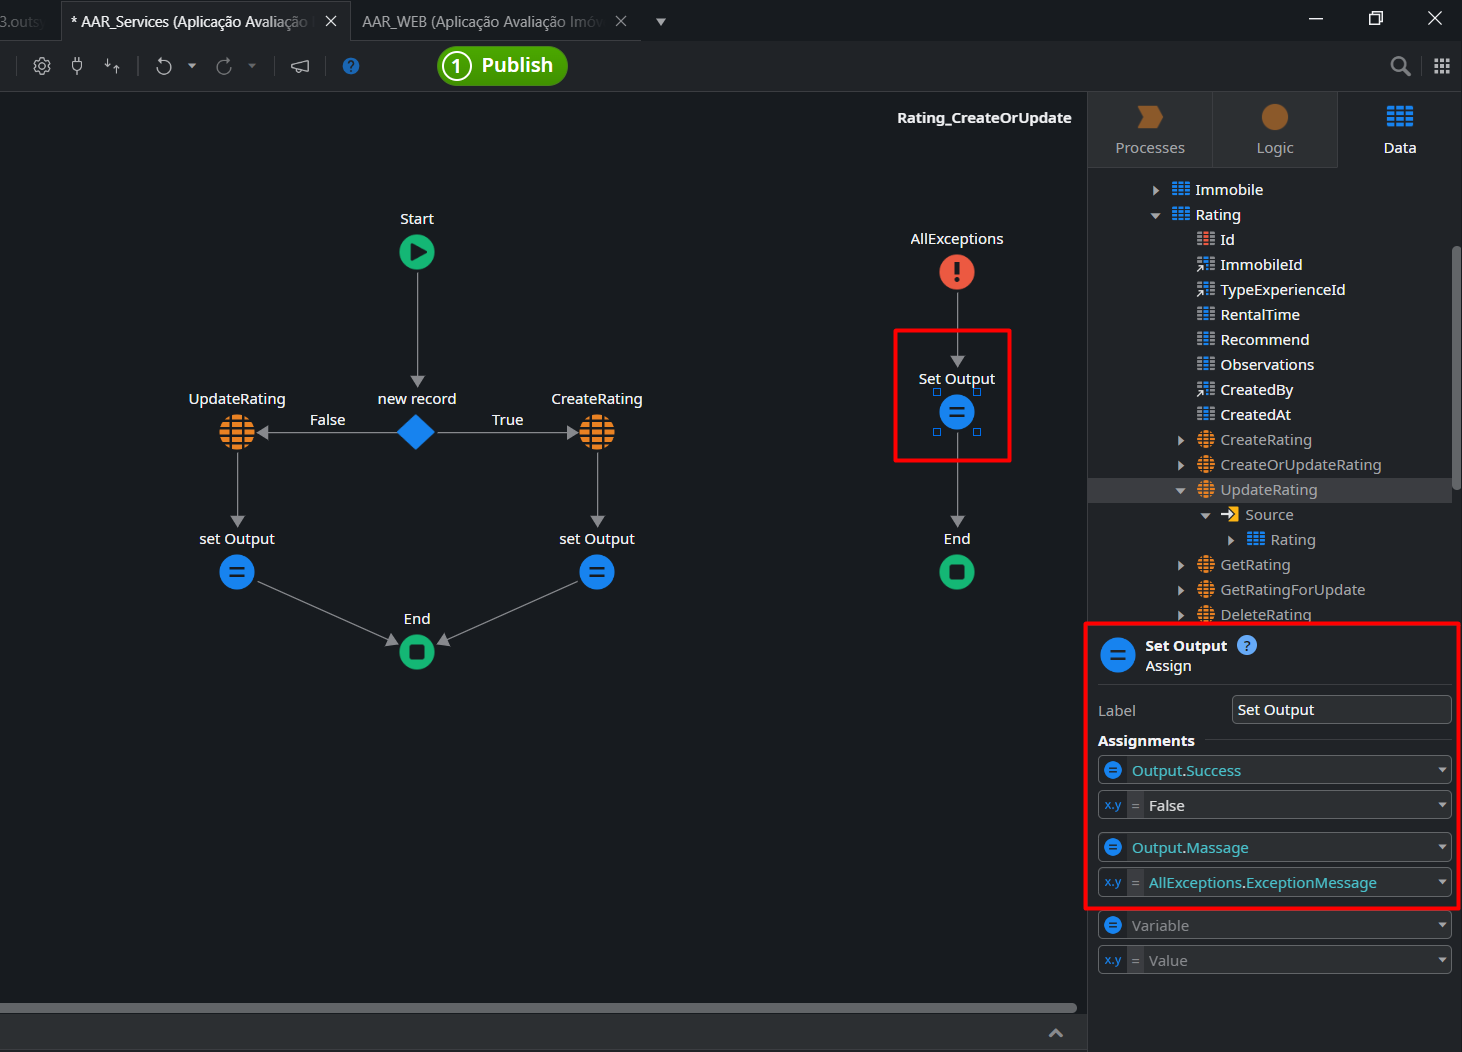 3.outsy
* AAR_Services (Aplicação Avaliação
AAR_WEB (Aplicação Avaliação Imóv
1 Publish
Rating_CreateOrUpdate
Processes
Logic
Data
Start
AllExceptions
Set Output
UpdateRating
new record
CreateRating
False
True
set Output
set Output
End
End
Immobile
Rating
Id
ImmobileId
TypeExperienceId
RentalTime
Recommend
Observations
CreatedBy
CreatedAt
CreateRating
CreateOrUpdateRating
UpdateRating
Source
Rating
GetRating
GetRatingForUpdate
DeleteRating
Set Output ?
Assign
Label
Set Output
Assignments
Output.Success
x.y = False
Output.Massage
x.y = AllExceptions.ExceptionMessage
Variable
x.y = Value